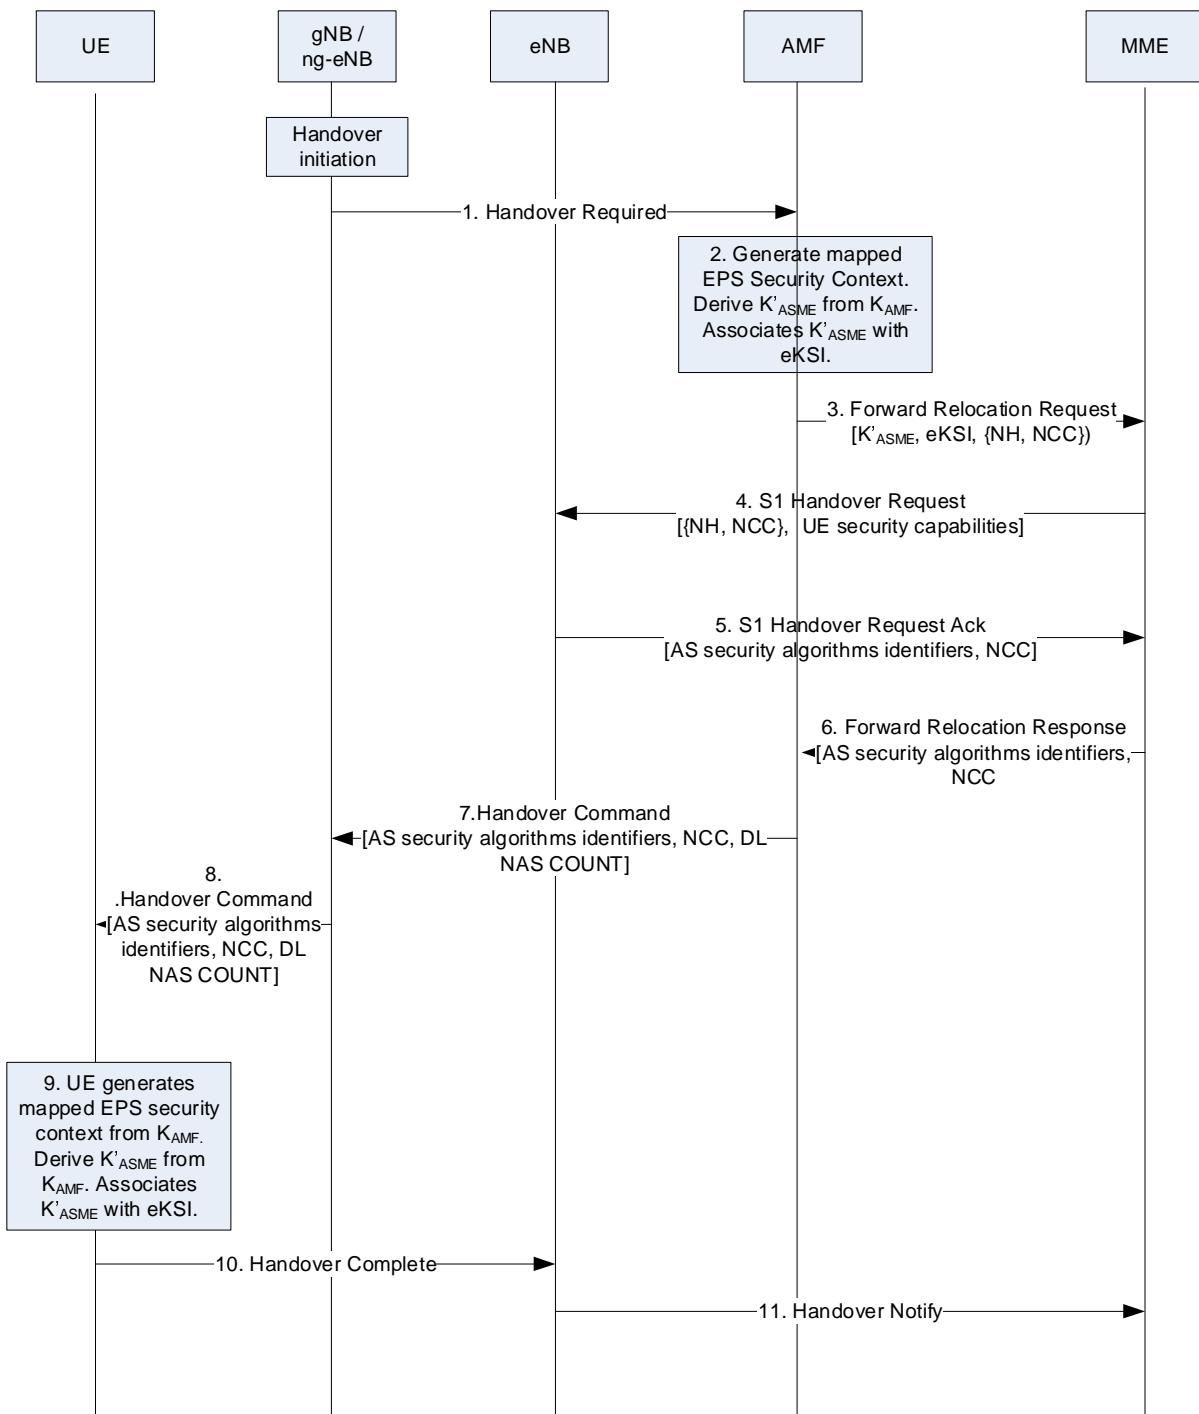 UE
gNB /
ng-eNB
eNB
AMF
MME
Handover
initiation
1. Handover Required
2. Generate mapped
EPS Security Context.
Derive K’ASME from KAMF.
Associates K’ASME with
eKSI.
3. Forward Relocation Request
[K’ASME, eKSI, {NH, NCC})
4. S1 Handover Request
[{NH, NCC}, UE security capabilities]
5. S1 Handover Request Ack
[AS security algorithms identifiers, NCC]
6. Forward Relocation Response
[AS security algorithms identifiers,
NCC
7.Handover Command
[AS security algorithms identifiers, NCC, DL
NAS COUNT]
8.
.Handover Command
[AS security algorithms
identifiers, NCC, DL
NAS COUNT]
9. UE generates
mapped EPS security
context from KAMF.
Derive K’ASME from
KAMF. Associates
K’ASME with eKSI.
10. Handover Complete
11. Handover Notify